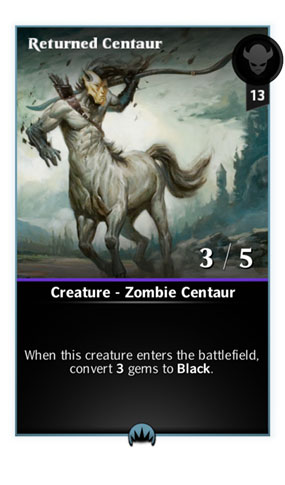 Returned Centaur
13
3 / 5
Creature - Zombie Centaur
When this creature enters the battlefield,
convert 3 gems to Black.